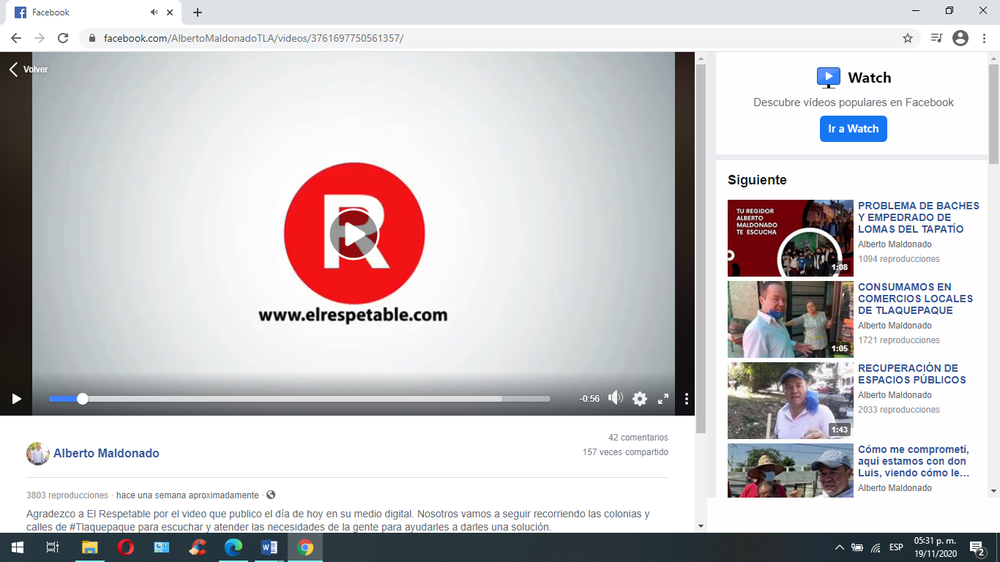 Facebook
facebook.com/AlbertoMaldonadoTLA/videos/3761697750561357/
Volver
R
www.elrespetable.com
-0:56
42 comentarios
157 veces compartido
Alberto Maldonado
3803 reproducciones · hace una semana aproximadamente ·
Agradezco a El Respetable por el video que publico el día de hoy en su medio digital. Nosotros vamos a seguir recorriendo las colonias y
calles de #Tlaquepaque para escuchar y atender las necesidades de la gente para ayudarles a darles una solución.
Watch
Descubre vídeos populares en Facebook
Ir a Watch
Siguiente
TU REGIDOR
ALBERTO
MALDONADO
TE ESCUCHA
1:08
PROBLEMA DE BACHES
Y EMPEDRADO DE
LOMAS DEL TAPATÍO
Alberto Maldonado
1094 reproducciones
1:05
CONSUMAMOS EN
COMERCIOS LOCALES
DE TLAQUEPAQUE
Alberto Maldonado
1721 reproducciones
1:43
RECUPERACIÓN DE
ESPACIOS PÚBLICOS
Alberto Maldonado
2033 reproducciones
Cómo me comprometí,
aquí estamos con don
Luis, viendo cómo le…
Alberto Maldonado
ESP
05:31 p. m.
19/11/2020
2